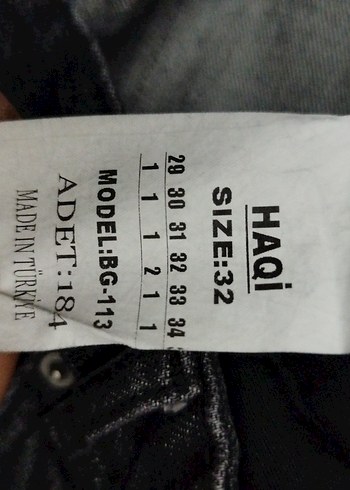 HAQİ
SIZE:32
29 30 31 32 33 34
1 1 1 2 1 1
MODEL:BG-113
ADET:184
MADE IN TÜRKİYE